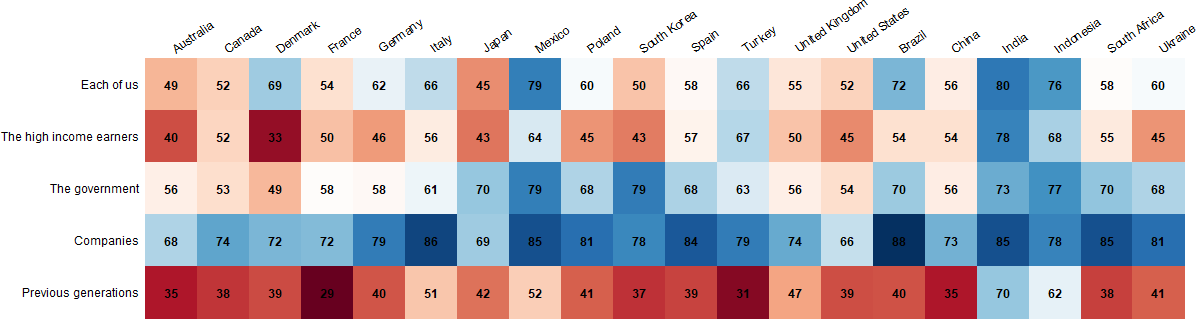 Australia Canada Denmark France Germany Italy Japan Mexico Poland South Korea Spain Turkey United Kingdom United States Brazil China India Indonesia South Africa Ukraine
Each of us 49 52 69 54 62 66 45 79 60 50 58 66 55 52 72 56 80 76 58 60
The high income earners 40 52 33 50 46 56 43 64 45 43 57 67 50 45 54 54 78 68 55 45
The government 56 53 49 58 58 61 70 79 68 79 68 63 56 54 70 56 73 77 70 68
Companies 68 74 72 72 79 86 69 85 81 78 84 79 74 66 88 73 85 78 85 81
Previous generations 35 38 39 29 40 51 42 52 41 37 39 31 47 39 40 35 70 62 38 41